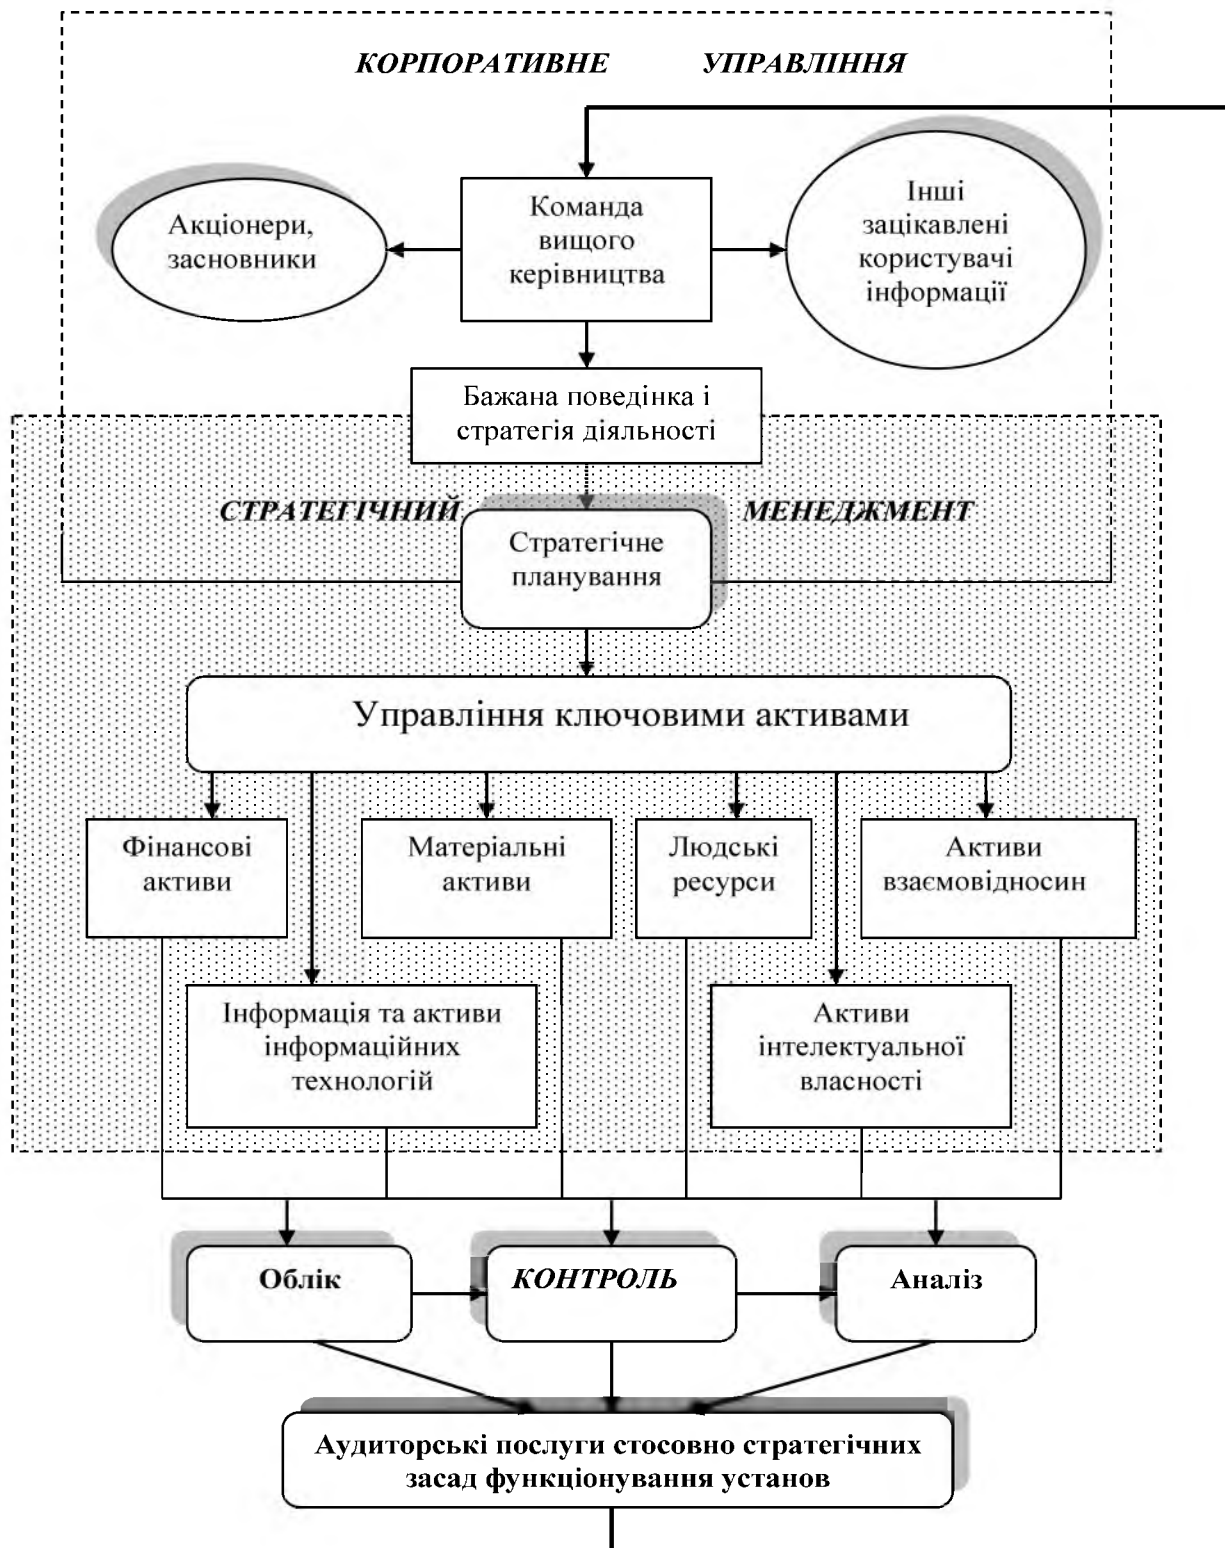 КОРПОРАТИВНЕ УПРАВЛІННЯ
Акціонери,
засновники
Команда
вищого
керівництва
Інші
зацікавлені
користувачі
інформації
Бажана поведінка і
стратегія діяльності
СТРАТЕГІЧНИЙ МЕНЕДЖМЕНТ
Стратегічне
планування
Управління ключовими активами
Фінансові
активи
Матеріальні
активи
Людські
ресурси
Активи
взаємовідносин
Інформація та активи
інформаційних
технологій
Активи
інтелектуальної
власності
Облік
КОНТРОЛЬ
Аналіз
Аудиторські послуги стосовно стратегічних
засад функціонування установ